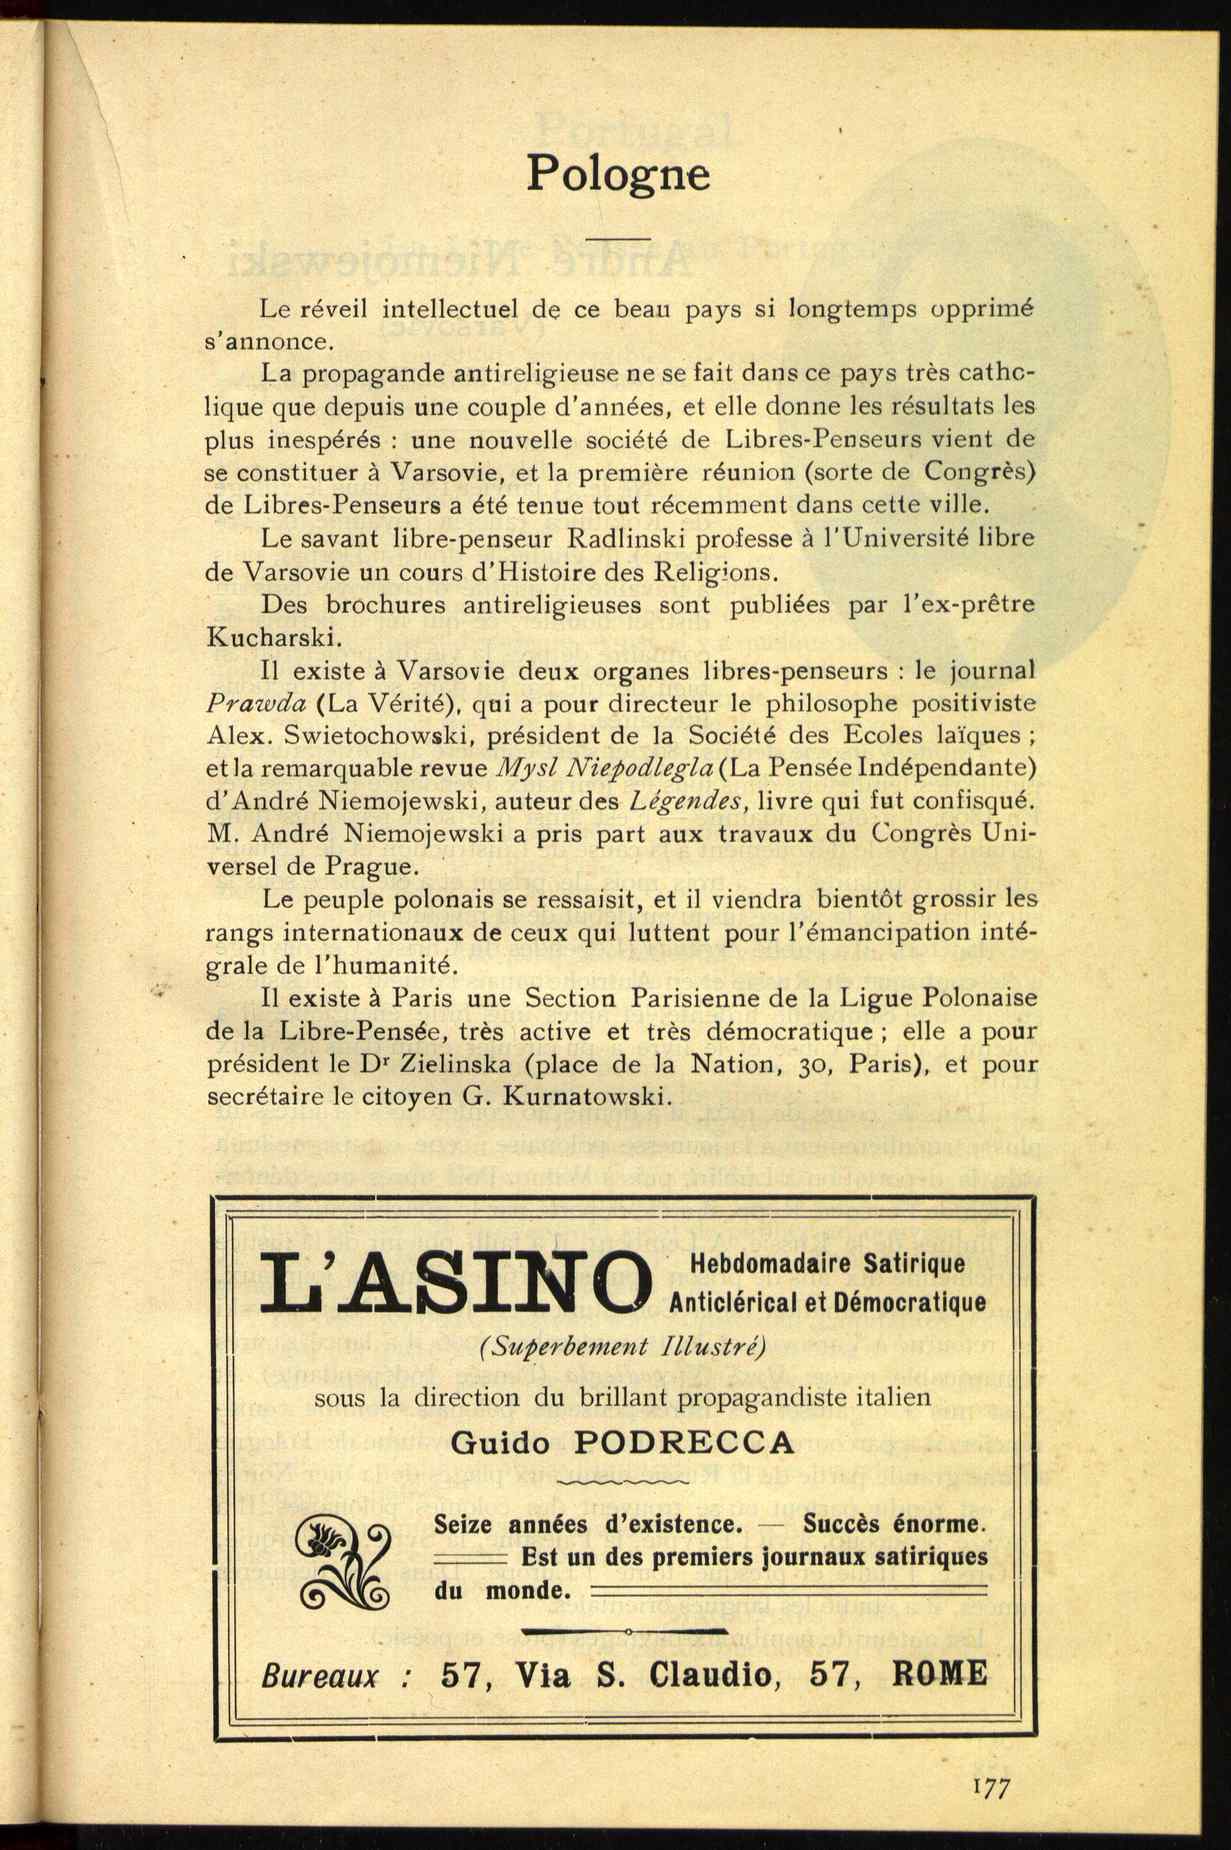 Pologne
Le réveil intellectuel de ce beau pays si longtemps opprimé
s'annonce.
La propagande antireligieuse ne se fait dans ce pays très catho-
lique que depuis une couple d'années, et elle donne les résultats les
plus inespérés : une nouvelle société de Libres-Penseurs vient de
se constituer à Varsovie, et la première réunion (sorte de Congrès)
de Libres-Penseurs a été tenue tout récemment dans cette ville.
Le savant libre-penseur Radlinski professe à l'Université libre
de Varsovie un cours d'Histoire des Religions.
Des brochures antireligieuses sont publiées par l'ex-prêtre
Kucharski.
Il existe à Varsovie deux organes libres-penseurs : le journal
Prawda (La Vérité), qui a pour directeur le philosophe positiviste
Alex. Swietochowski, président de la Société des Ecoles laïques ;
et la remarquable revue Mysl Niepodlegla (La Pensée Indépendante)
d'André Niemojewski, auteur des Légendes, livre qui fut confisqué.
M. André Niemojewski a pris part aux travaux du Congrès Uni-
versel de Prague.
Le peuple polonais se ressaisit, et il viendra bientôt grossir les
rangs internationaux de ceux qui luttent pour l'émancipation inté-
grale de l'humanité.
Il existe à Paris une Section Parisienne de la Ligue Polonaise
de la Libre-Pensée, très active et très démocratique ; elle a pour
président le Dr Zielinska (place de la Nation, 30, Paris), et pour
secrétaire le citoyen G. Kurnatowski.
L'ASINO Hebdomadaire Satirique
Anticlérical et Démocratique
(Superbement Illustré)
sous la direction du brillant propagandiste italien
Guido PODRECCA
Seize années d'existence. — Succès énorme.
Est un des premiers journaux satiriques
du monde.
Bureaux : 57, Via S. Claudio, 57, ROME
177